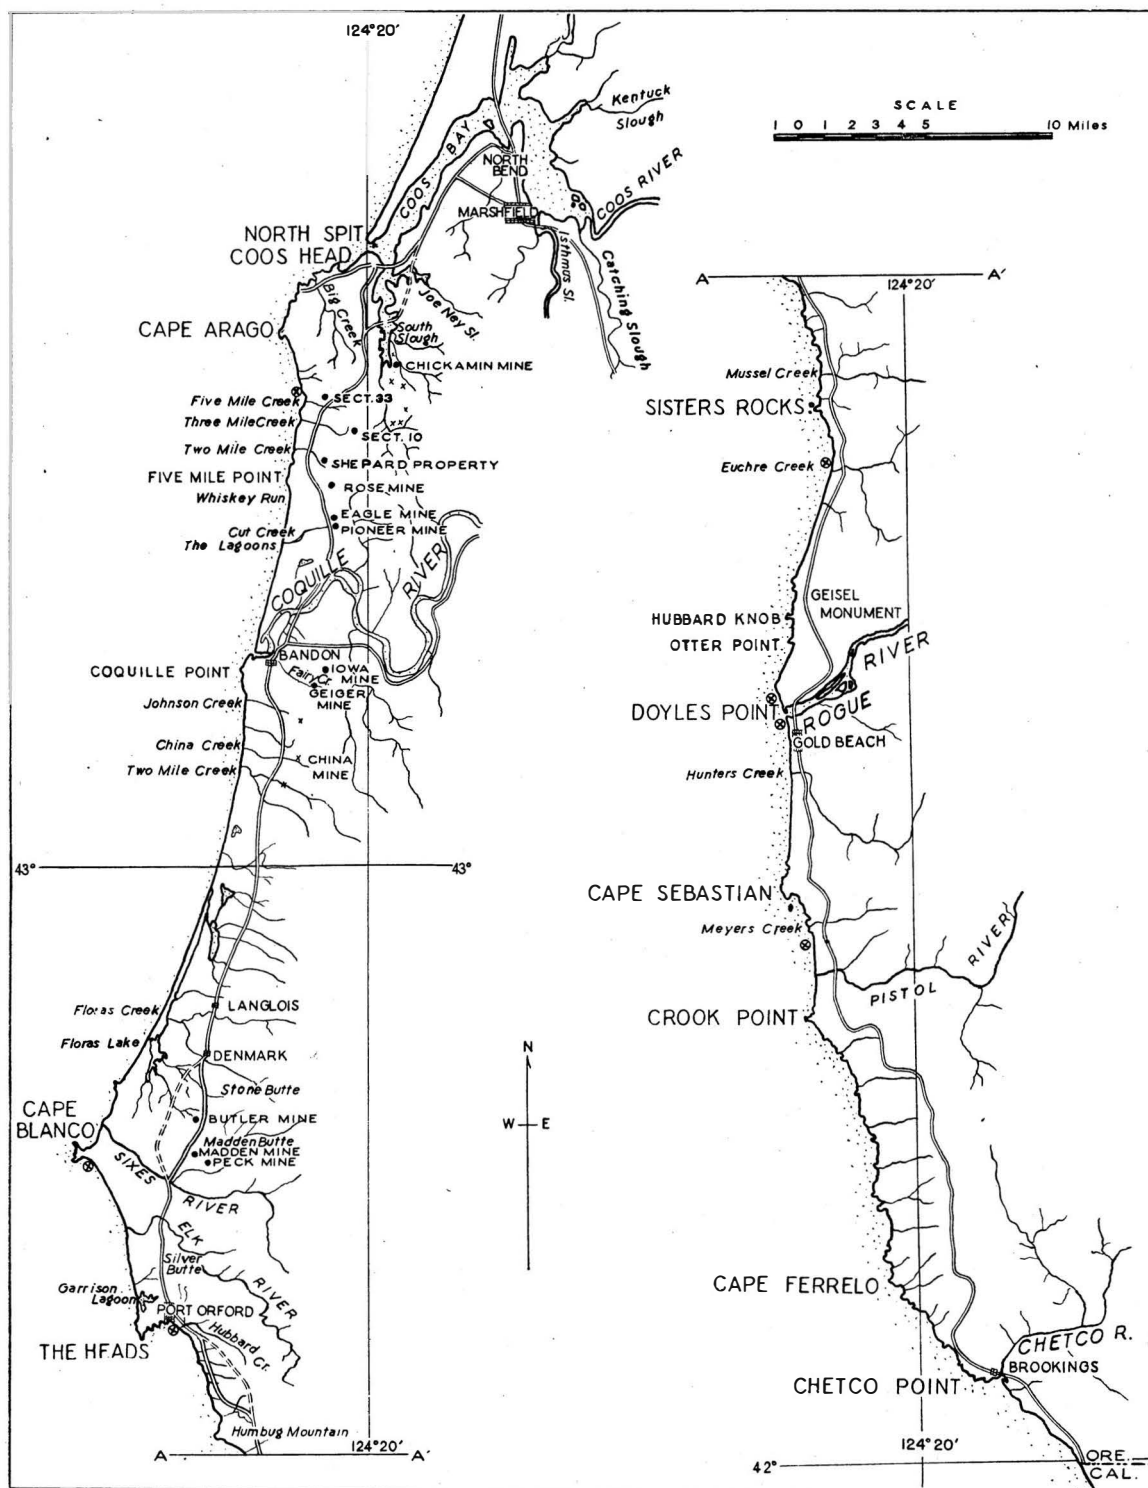 124°20'
Kentuck
Slough
SCALE
1 0 1 2 3 4 5 10 Miles
COOS BAY
NORTH
BEND
MARSHFIELD
COOS RIVER
Isthmas Sl.
Catching Slough
NORTH SPIT
COOS HEAD
Big Creek
Joe Ney Sl.
South
Slough
CAPE ARAGO
CHICKAMIN MINE
Five Mile Creek
SECT. 33
Three Mile Creek
SECT. 10
Two Mile Creek
SHEPARD PROPERTY
FIVE MILE POINT
ROSE MINE
Whiskey Run
EAGLE MINE
Cut Creek
PIONEER MINE
The Lagoons
COQUILLE RIVER
BANDON
COQUILLE POINT
Fairy Cr.
IOWA
MINE
GEIGER
MINE
Johnson Creek
China Creek
CHINA
MINE
Two Mile Creek
43° 43°
Floras Creek
LANGLOIS
Floras Lake
DENMARK
Stone Butte
CAPE
BLANCO
BUTLER MINE
Madden Butte
MADDEN MINE
PECK MINE
SIXES RIVER
ELK RIVER
Silver
Butte
Garrison
Lagoon
PORT ORFORD
THE HEADS
Hubbard Cr.
Humbug Mountain
124°20'
A A'
N
W E
A A'
124°20'
Mussel Creek
SISTERS ROCKS
Euchre Creek
GEISEL
MONUMENT
HUBBARD KNOB
OTTER POINT
ROGUE RIVER
DOYLES POINT
GOLD BEACH
Hunters Creek
CAPE SEBASTIAN
Meyers Creek
PISTOL RIVER
CROOK POINT
CAPE FERRELO
CHETCO R.
BROOKINGS
CHETCO POINT
124°20'
42°
ORE.
CAL.